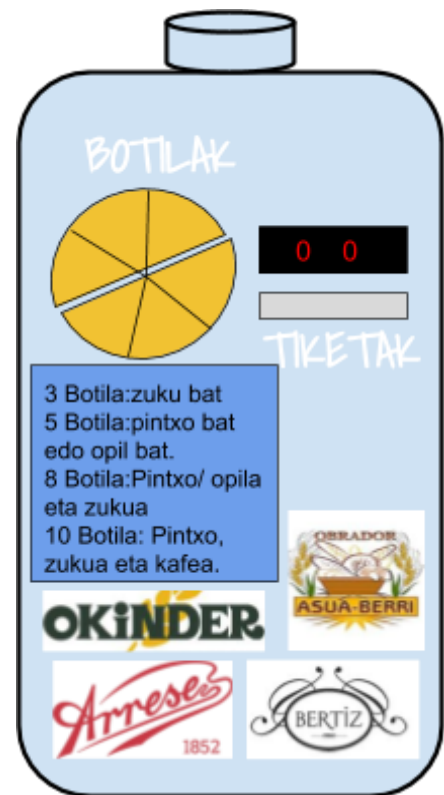 BOTILAK
0 0
TIKETAK
3 Botila:zuku bat
5 Botila:pintxo bat
edo opil bat.
8 Botila:Pintxo/ opila
eta zukua
10 Botila: Pintxo,
zukua eta kafea.
OBRADOR
ASUA-BERRI
OKiNDER
Arrese
1852
BERTIZ